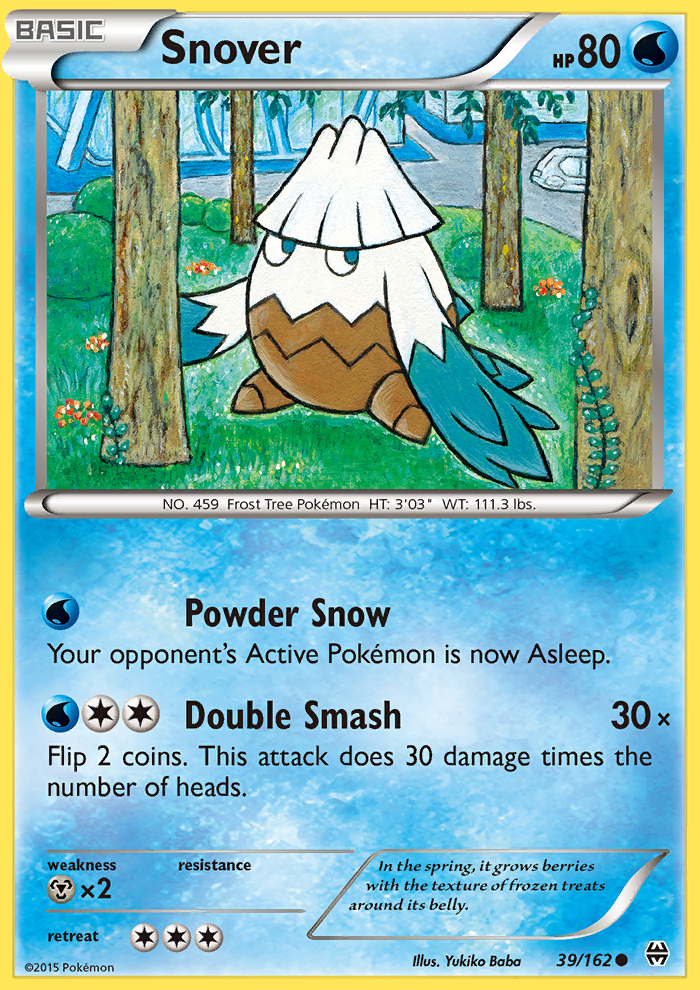 BASIC
Snover
HP80
NO. 459 Frost Tree Pokémon HT: 3'03" WT: 111.3 lbs.
Powder Snow
Your opponent's Active Pokémon is now Asleep.
Double Smash 30×
Flip 2 coins. This attack does 30 damage times the
number of heads.
weakness resistance
×2
In the spring, it grows berries
with the texture of frozen treats
around its belly.
retreat
©2015 Pokémon
Illus. Yukiko Baba
39/162